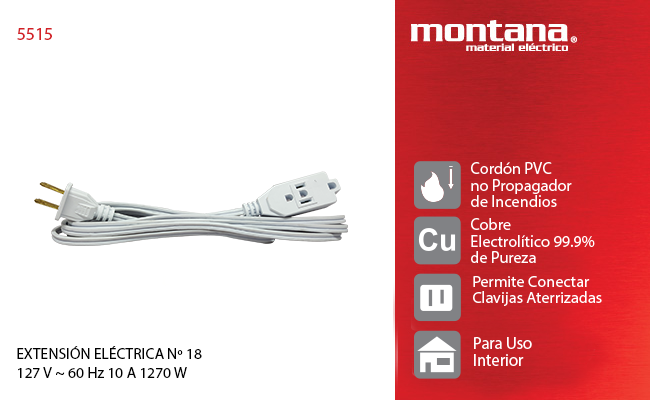 5515
EXTENSIÓN ELÉCTRICA Nº 18
127 V ~ 60 Hz 10 A 1270 W
montana®
material eléctrico
Cordón PVC
no Propagador
de Incendios
Cu
Cobre
Electrolítico 99.9%
de Pureza
Permite Conectar
Clavijas Aterrizadas
Para Uso
Interior